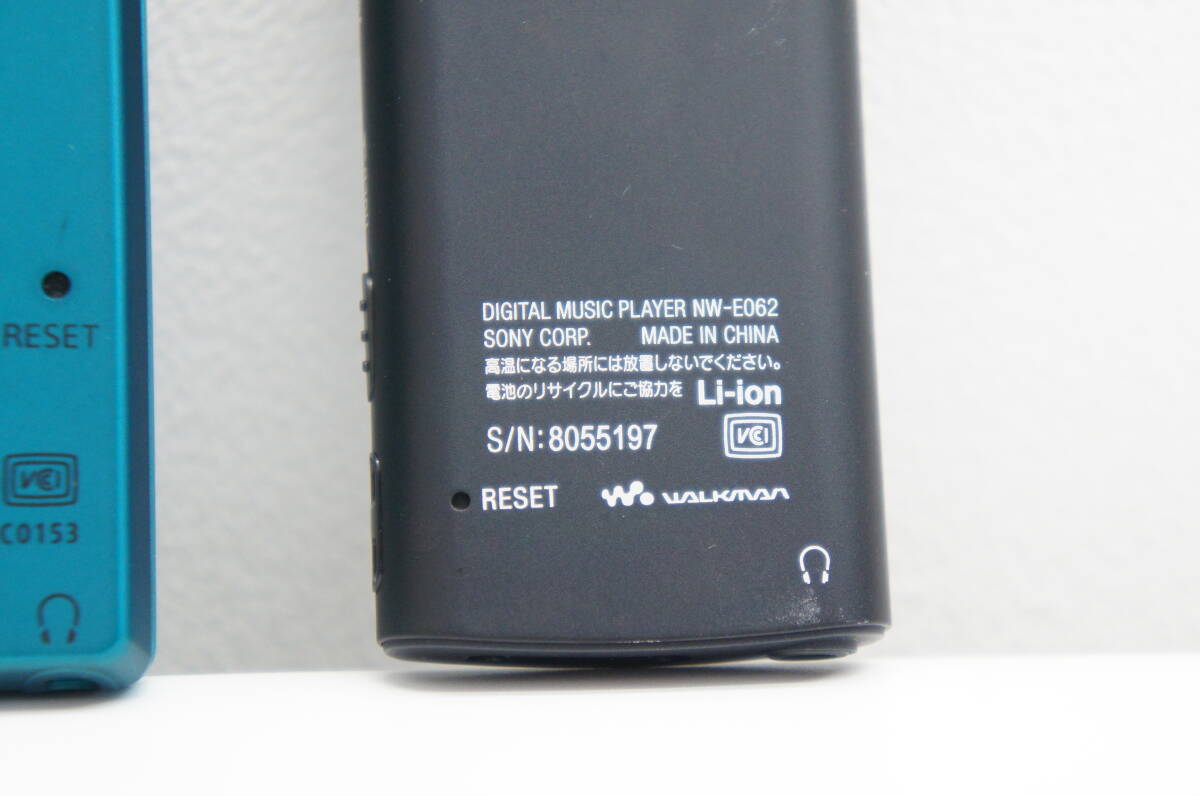 RESET
VCCI
C0153
DIGITAL MUSIC PLAYER NW-E062
SONY CORP. MADE IN CHINA
高温になる場所には放置しないでください。
電池のリサイクルにご協力を Li-ion
S/N: 8055197
VCCI
RESET WALKMAN